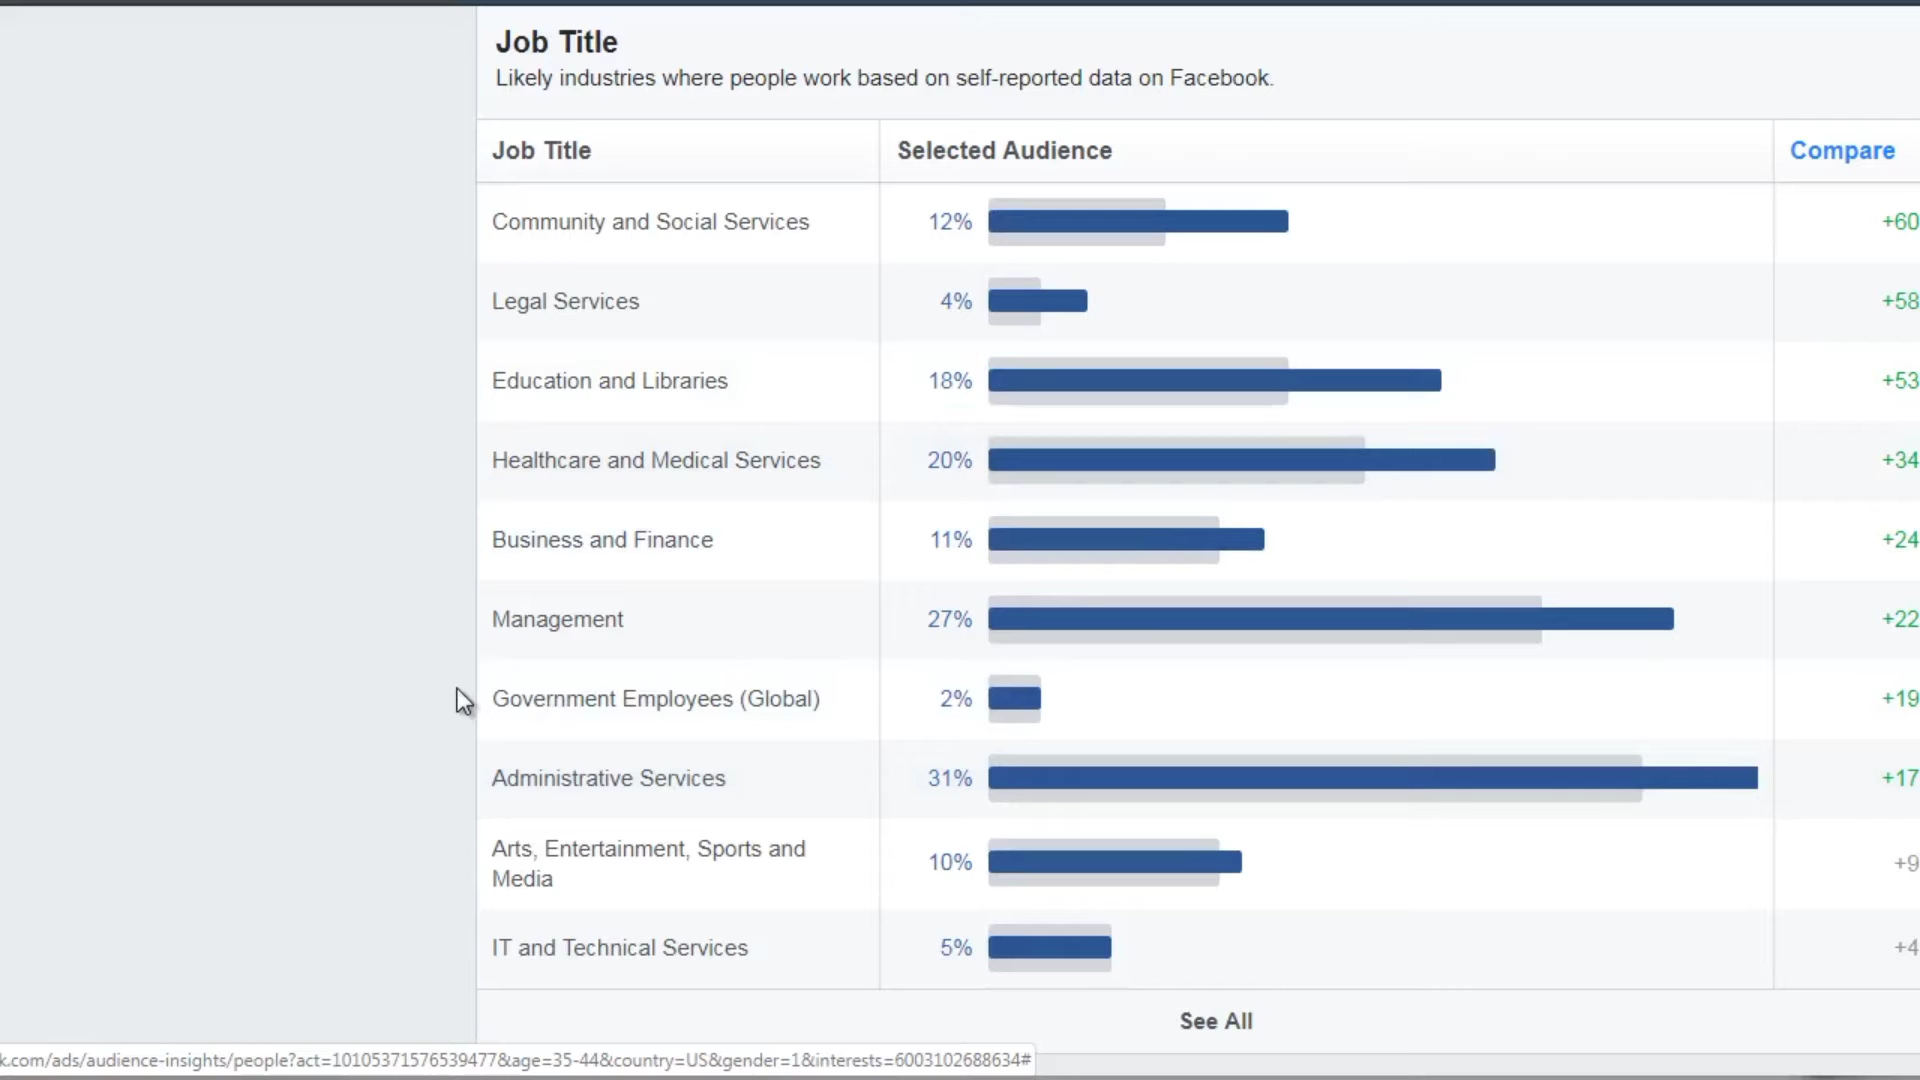 Job Title
Likely industries where people work based on self-reported data on Facebook.
Job Title Selected Audience Compare
Community and Social Services 12% +60
Legal Services 4% +58
Education and Libraries 18% +53
Healthcare and Medical Services 20% +34
Business and Finance 11% +24
Management 27% +22
Government Employees (Global) 2% +19
Administrative Services 31% +17
Arts, Entertainment, Sports and
Media 10% +9
IT and Technical Services 5% +4
See All
k.com/ads/audience-insights/people?act=10105371576539477&age=35-44&country=US&gender=1&interests=6003102688634#